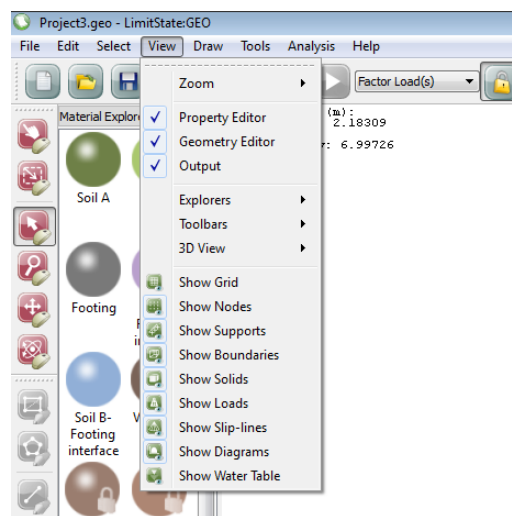 Project3.geo - LimitState:GEO
File Edit Select View Draw Tools Analysis Help
Factor Load(s)
Material Explor
Soil A
Footing
Soil B-
Footing
interface
Zoom
Property Editor
Geometry Editor
Output
Explorers
Toolbars
3D View
Show Grid
Show Nodes
Show Supports
Show Boundaries
Show Solids
Show Loads
Show Slip-lines
Show Diagrams
Show Water Table
(m):
2.18309
: 6.99726